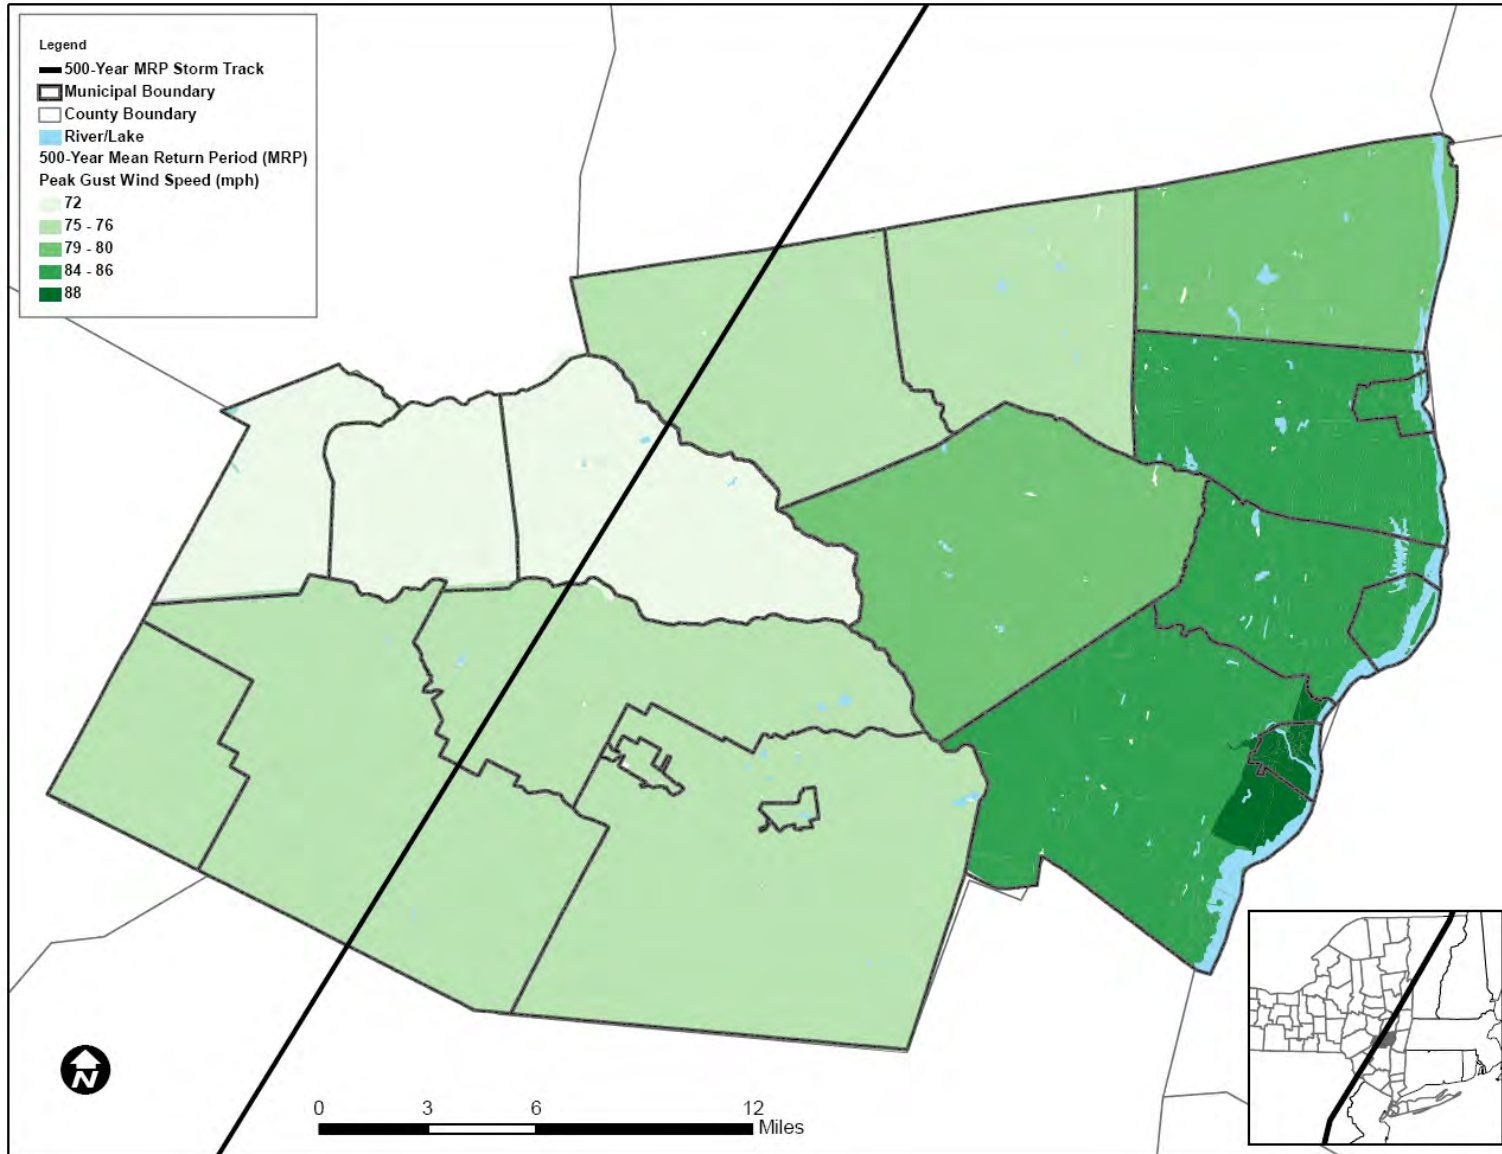 Legend
500-Year MRP Storm Track
Municipal Boundary
County Boundary
River/Lake
500-Year Mean Return Period (MRP)
Peak Gust Wind Speed (mph)
72
75 - 76
79 - 80
84 - 86
88
N
0 3 6 12
Miles